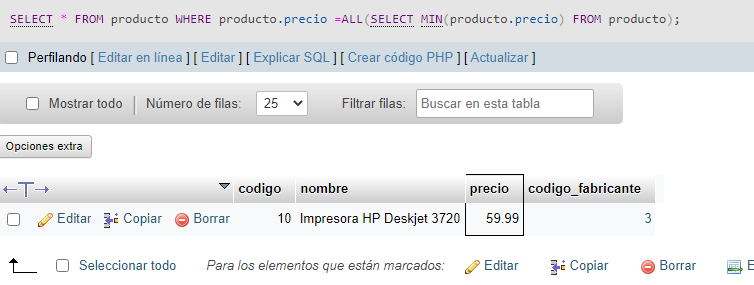 SELECT * FROM producto WHERE producto.precio =ALL(SELECT MIN(producto.precio) FROM producto);
Perfilando [ Editar en línea ] [ Editar ] [ Explicar SQL ] [ Crear código PHP ] [ Actualizar ]
Mostrar todo | Número de filas: 25 Filtrar filas: Buscar en esta tabla
Opciones extra
←T→ codigo nombre precio codigo_fabricante
Editar Copiar Borrar 10 Impresora HP Deskjet 3720 59.99 3
Seleccionar todo Para los elementos que están marcados: Editar Copiar Borrar E